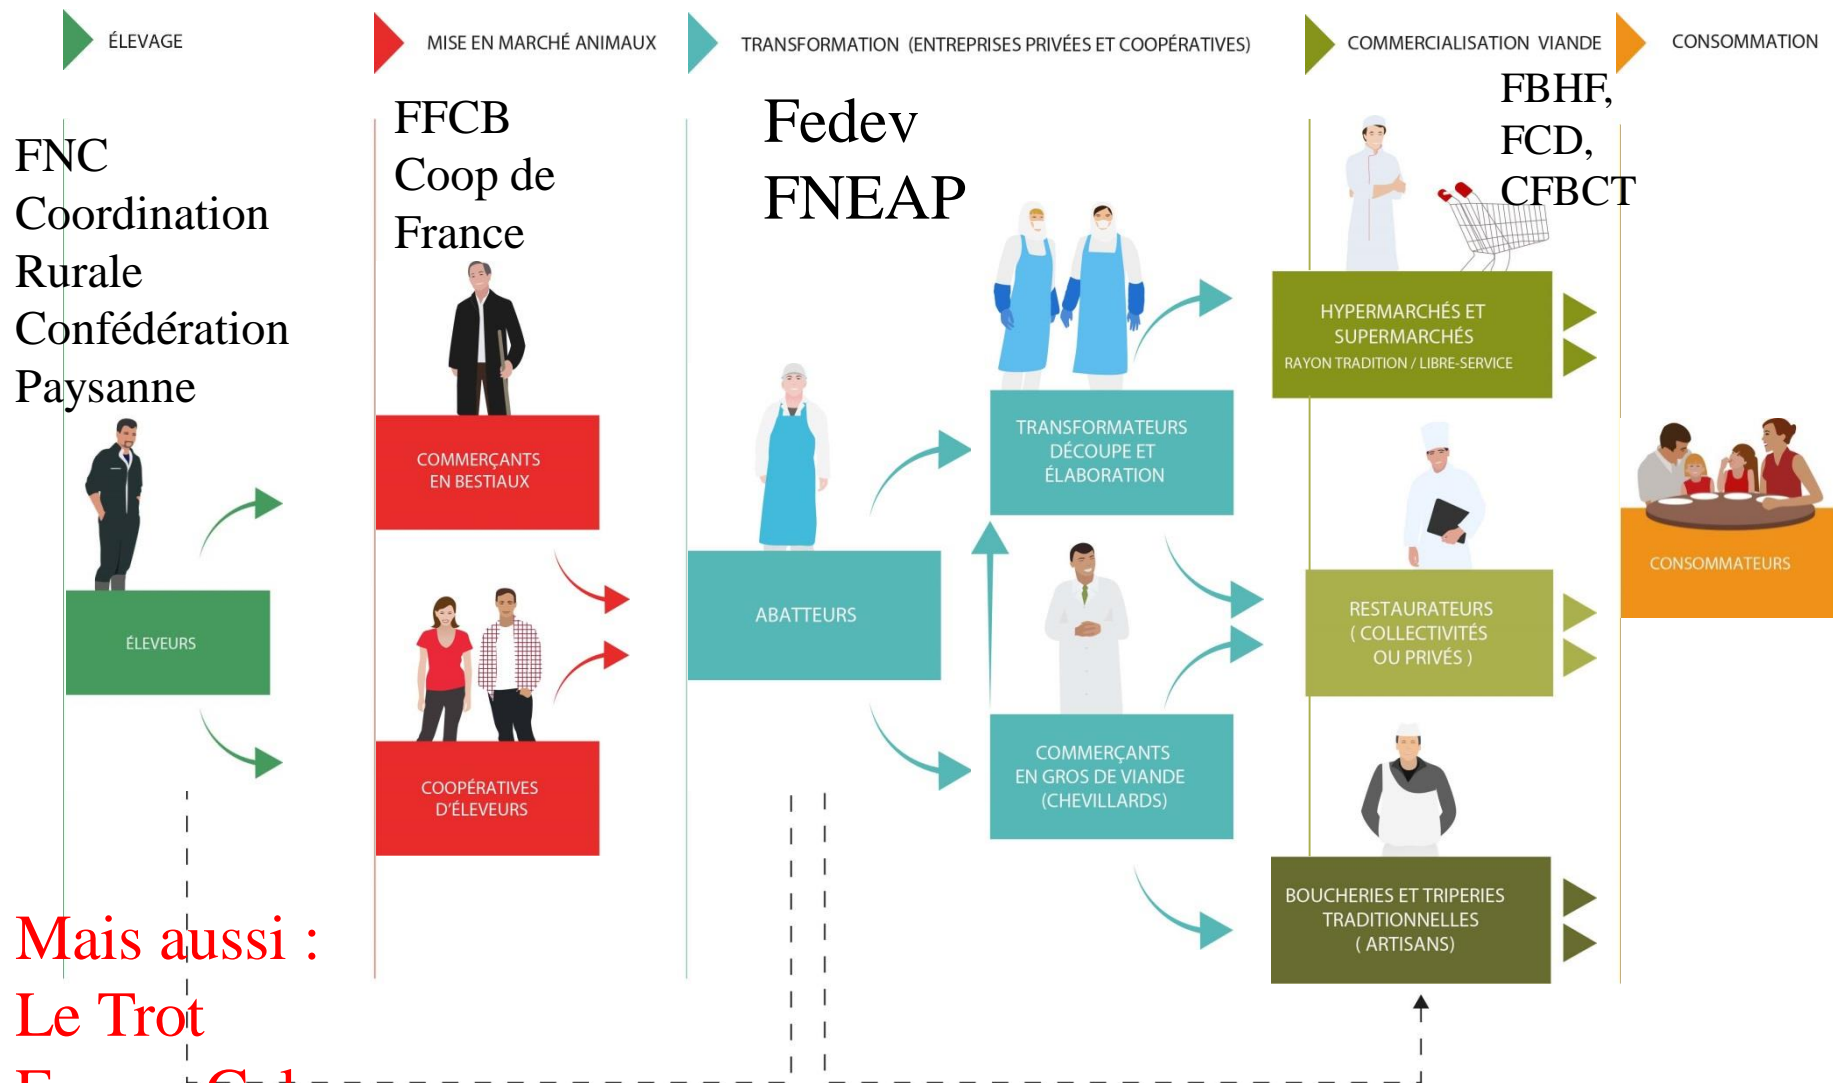 ÉLEVAGE
MISE EN MARCHÉ ANIMAUX
TRANSFORMATION (ENTREPRISES PRIVÉES ET COOPÉRATIVES)
COMMERCIALISATION VIANDE
CONSOMMATION
FNC
Coordination
Rurale
Confédération
Paysanne
FFCB
Coop de
France
Fedev
FNEAP
FBHF,
FCD,
CFBCT
ÉLEVEURS
COMMERÇANTS
EN BESTIAUX
COOPÉRATIVES
D'ÉLEVEURS
ABATTEURS
TRANSFORMATEURS
DÉCOUPE ET
ÉLABORATION
COMMERÇANTS
EN GROS DE VIANDE
(CHEVILLARDS)
HYPERMARCHÉS ET
SUPERMARCHÉS
RAYON TRADITION / LIBRE-SERVICE
RESTAURATEURS
( COLLECTIVITÉS
OU PRIVÉS )
BOUCHERIES ET TRIPERIES
TRADITIONNELLES
( ARTISANS)
CONSOMMATEURS
Mais aussi :
Le Trot